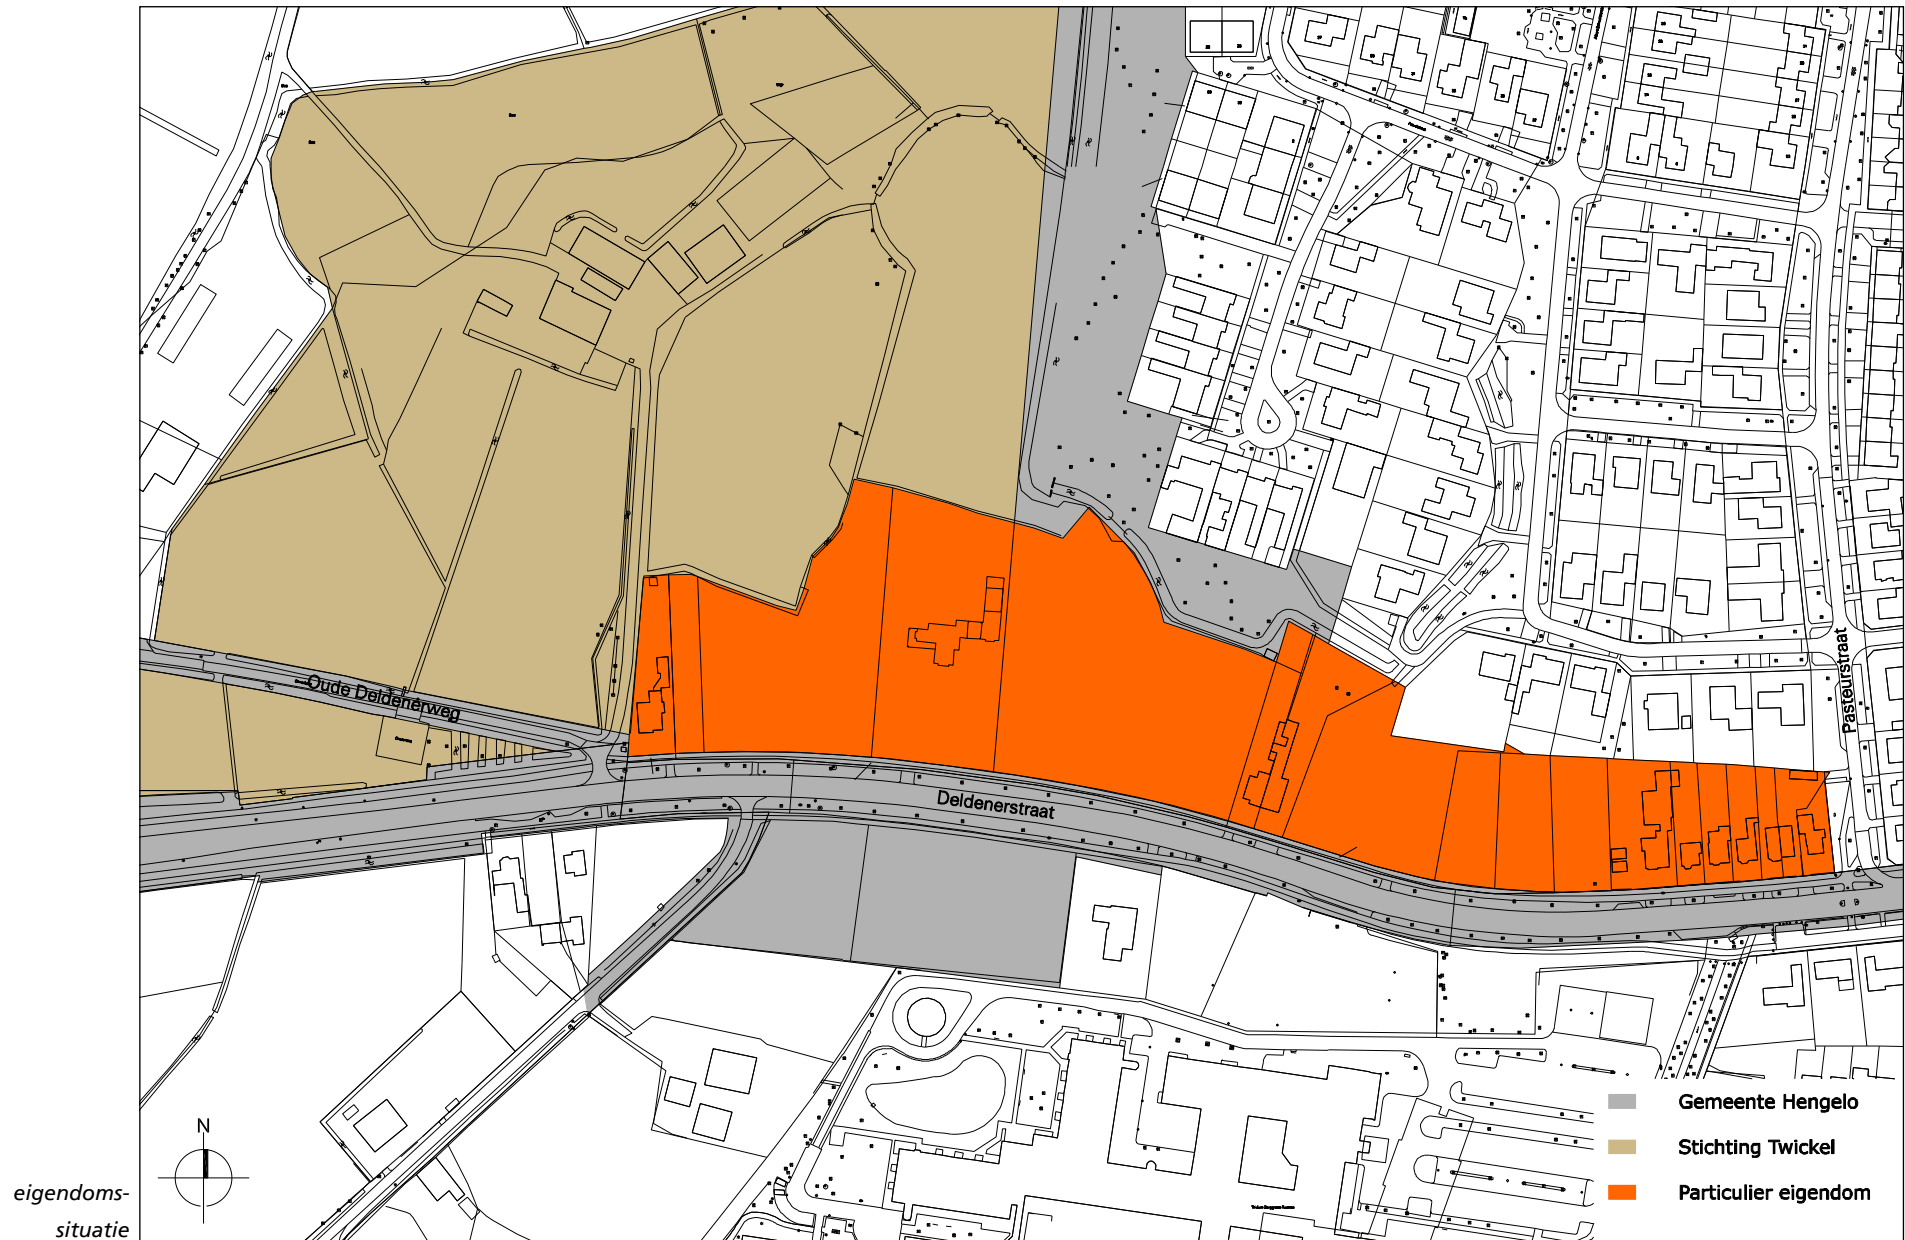 Oude Deldenerweg
Pasteurstraat
Deldenerstraat
N
Gemeente Hengelo
Stichting Twickel
Particulier eigendom
eigendoms-
situatie